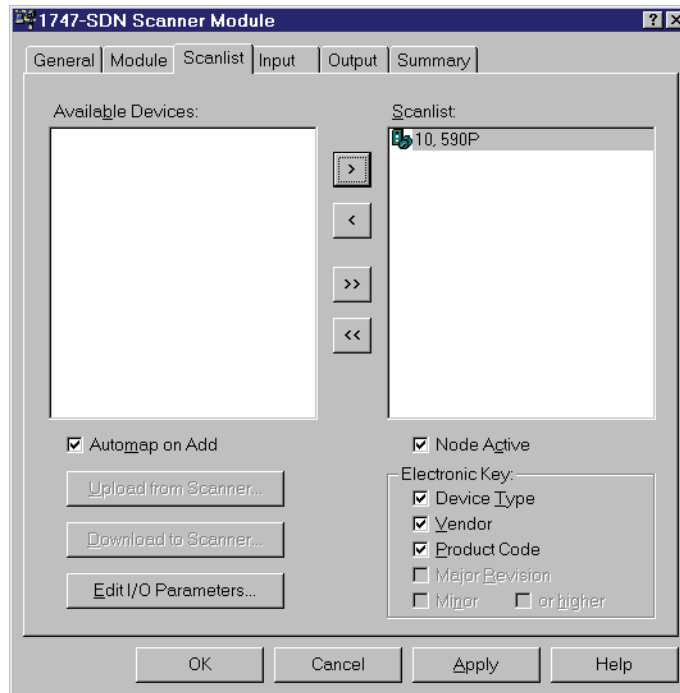 1747-SDN Scanner Module
General Module Scanlist Input Output Summary
Available Devices:
Scanlist:
10, 590P
>
<
>>
<<
Automap on Add
Node Active
Upload from Scanner...
Download to Scanner...
Edit I/O Parameters...
Electronic Key:
Device Type
Vendor
Product Code
Major Revision
Minor or higher
OK Cancel Apply Help